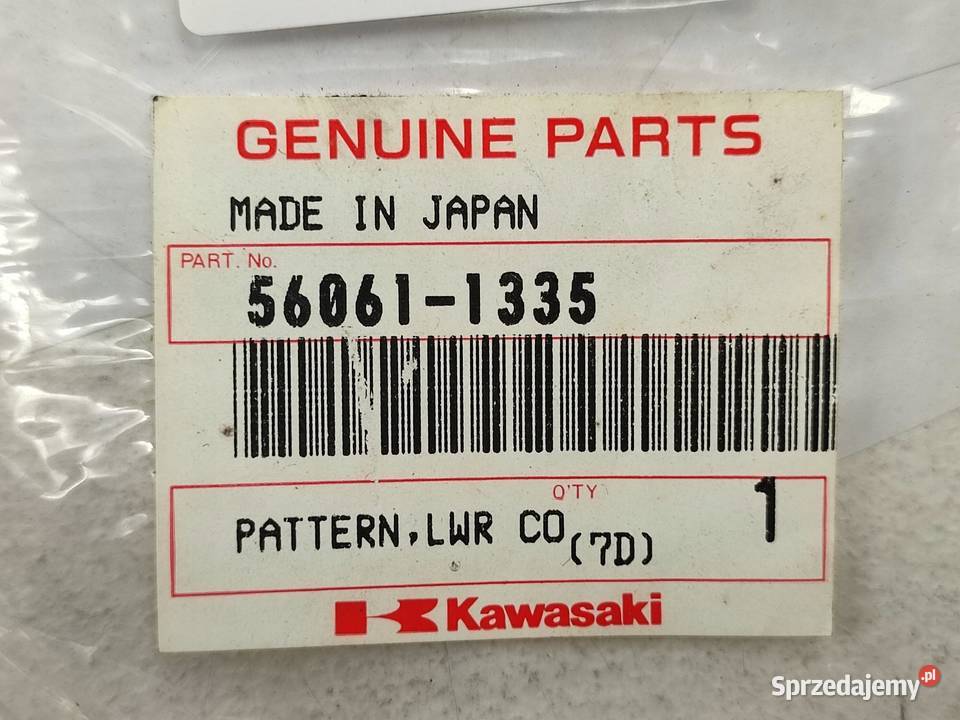 GENUINE PARTS
MADE IN JAPAN
PART. No.
56061-1335
Q'TY
1
PATTERN,LWR CO(7D)
Kawasaki
Sprzedajemy.pl